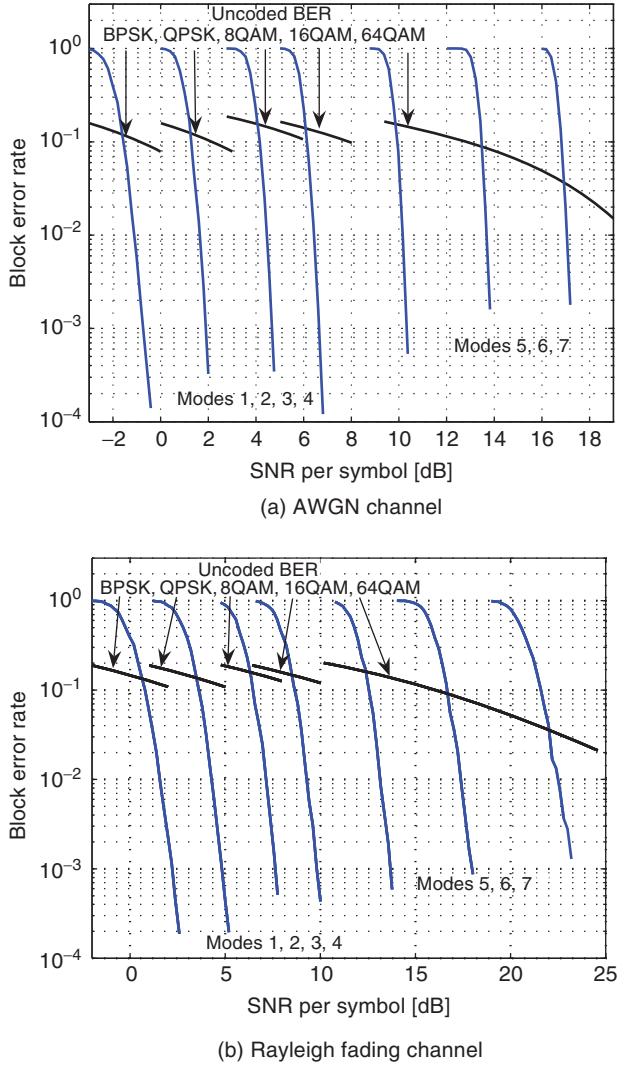 Uncoded BER
BPSK, QPSK, 8QAM, 16QAM, 64QAM
10^0
10^-1
10^-2
10^-3
10^-4
Block error rate
Modes 5, 6, 7
Modes 1, 2, 3, 4
−2 0 2 4 6 8 10 12 14 16 18
SNR per symbol [dB]
(a) AWGN channel
Uncoded BER
BPSK, QPSK, 8QAM, 16QAM, 64QAM
10^0
10^-1
10^-2
10^-3
10^-4
Block error rate
Modes 5, 6, 7
Modes 1, 2, 3, 4
0 5 10 15 20 25
SNR per symbol [dB]
(b) Rayleigh fading channel